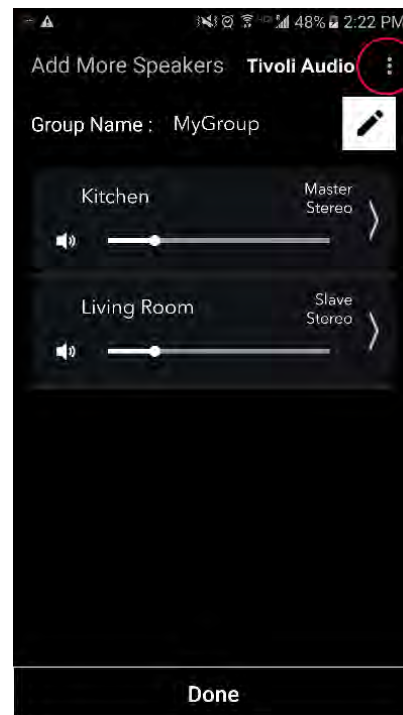 48% 2:22 PM
Add More Speakers Tivoli Audio
Group Name : MyGroup
Kitchen
Master
Stereo
Living Room
Slave
Stereo
Done